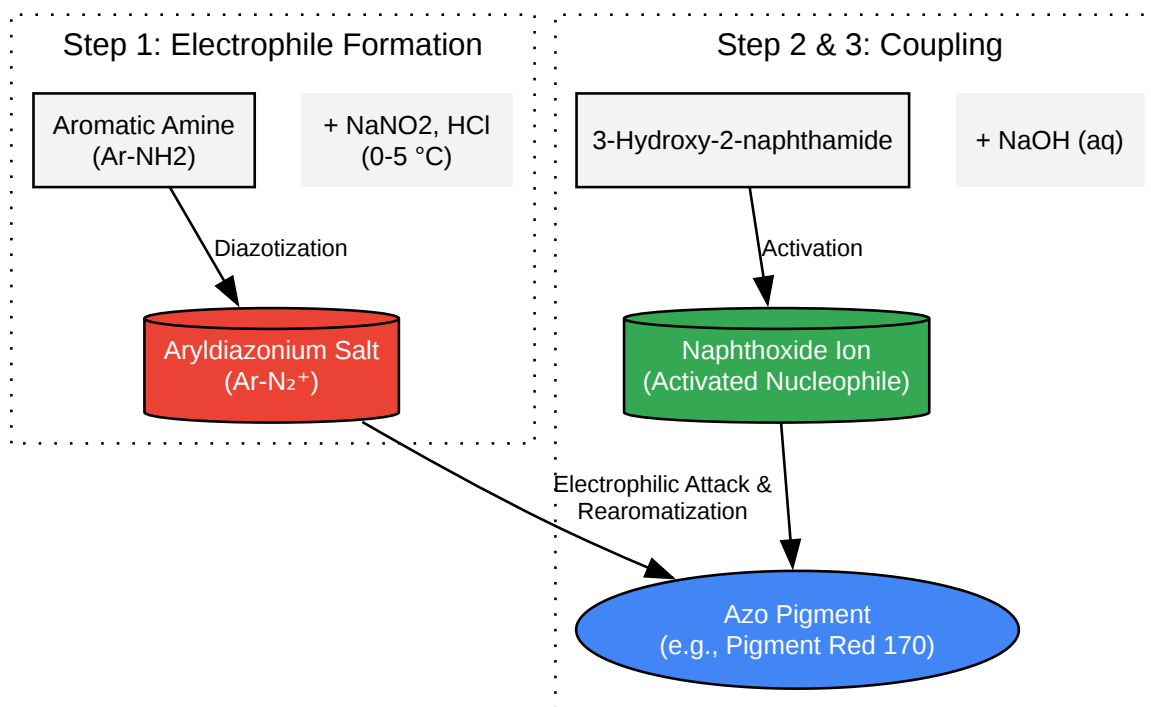 Step 1: Electrophile Formation
Aromatic Amine
(Ar-NH2)
+ NaNO2, HCl
(0-5 °C)
Diazotization
Aryldiazonium Salt
(Ar-N₂⁺)
Step 2 & 3: Coupling
3-Hydroxy-2-naphthamide
+ NaOH (aq)
Activation
Naphthoxide Ion
(Activated Nucleophile)
Electrophilic Attack &
Rearomatization
Azo Pigment
(e.g., Pigment Red 170)